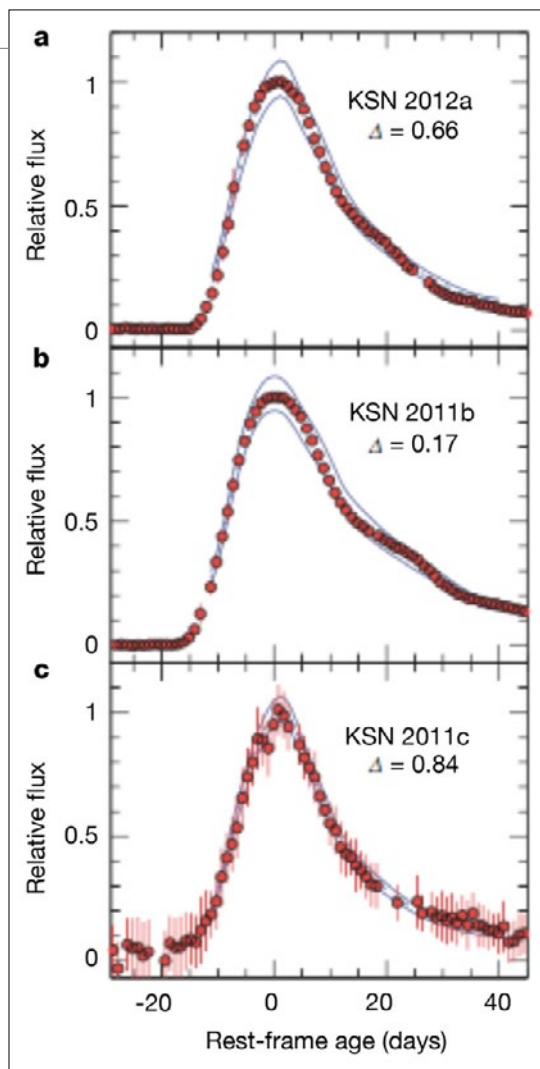 a
1
0.5
0
Relative flux
KSN 2012a
Δ = 0.66
b
1
0.5
0
Relative flux
KSN 2011b
Δ = 0.17
c
1
0.5
0
Relative flux
KSN 2011c
Δ = 0.84
-20
0
20
40
Rest-frame age (days)